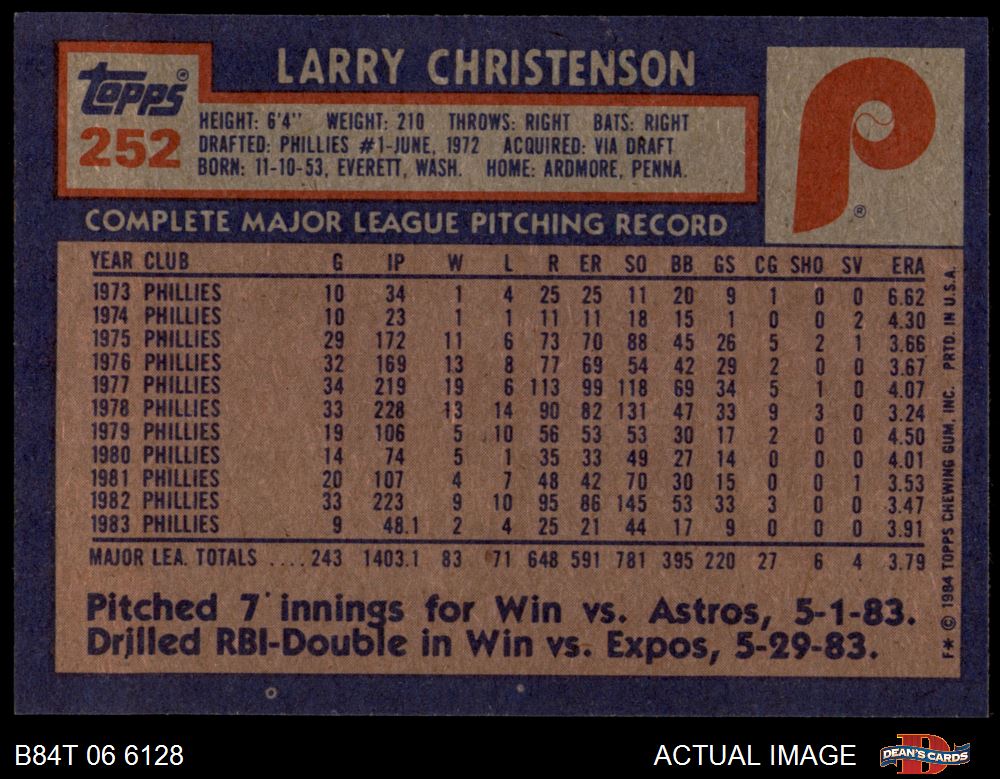 LARRY CHRISTENSON
Topps®
252
HEIGHT: 6'4" WEIGHT: 210 THROWS: RIGHT BATS: RIGHT
DRAFTED: PHILLIES #1-JUNE, 1972 ACQUIRED: VIA DRAFT
BORN: 11-10-53, EVERETT, WASH. HOME: ARDMORE, PENNA.
P®
COMPLETE MAJOR LEAGUE PITCHING RECORD
YEAR CLUB G IP W L R ER SO BB GS CG SHO SV ERA
1973 PHILLIES 10 34 1 4 25 25 11 20 9 1 0 0 6.62
1974 PHILLIES 10 23 1 1 11 11 18 15 1 0 0 2 4.30
1975 PHILLIES 29 172 11 6 73 70 88 45 26 5 2 1 3.66
1976 PHILLIES 32 169 13 8 77 69 54 42 29 2 0 0 3.67
1977 PHILLIES 34 219 19 6 113 99 118 69 34 5 1 0 4.07
1978 PHILLIES 33 228 13 14 90 82 131 47 33 9 3 0 3.24
1979 PHILLIES 19 106 5 10 56 53 53 30 17 2 0 0 4.50
1980 PHILLIES 14 74 5 1 35 33 49 27 14 0 0 0 4.01
1981 PHILLIES 20 107 4 7 48 42 70 30 15 0 0 1 3.53
1982 PHILLIES 33 223 9 10 95 86 145 53 33 3 0 0 3.47
1983 PHILLIES 9 48.1 2 4 25 21 44 17 9 0 0 0 3.91
MAJOR LEA. TOTALS ....243 1403.1 83 71 648 591 781 395 220 27 6 4 3.79
Pitched 7 innings for Win vs. Astros, 5-1-83.
Drilled RBI-Double in Win vs. Expos, 5-29-83.
F* © 1984 TOPPS CHEWING GUM, INC. PRTD. IN U.S.A.
B84T 06 6128
ACTUAL IMAGE
DEAN'S CARDS